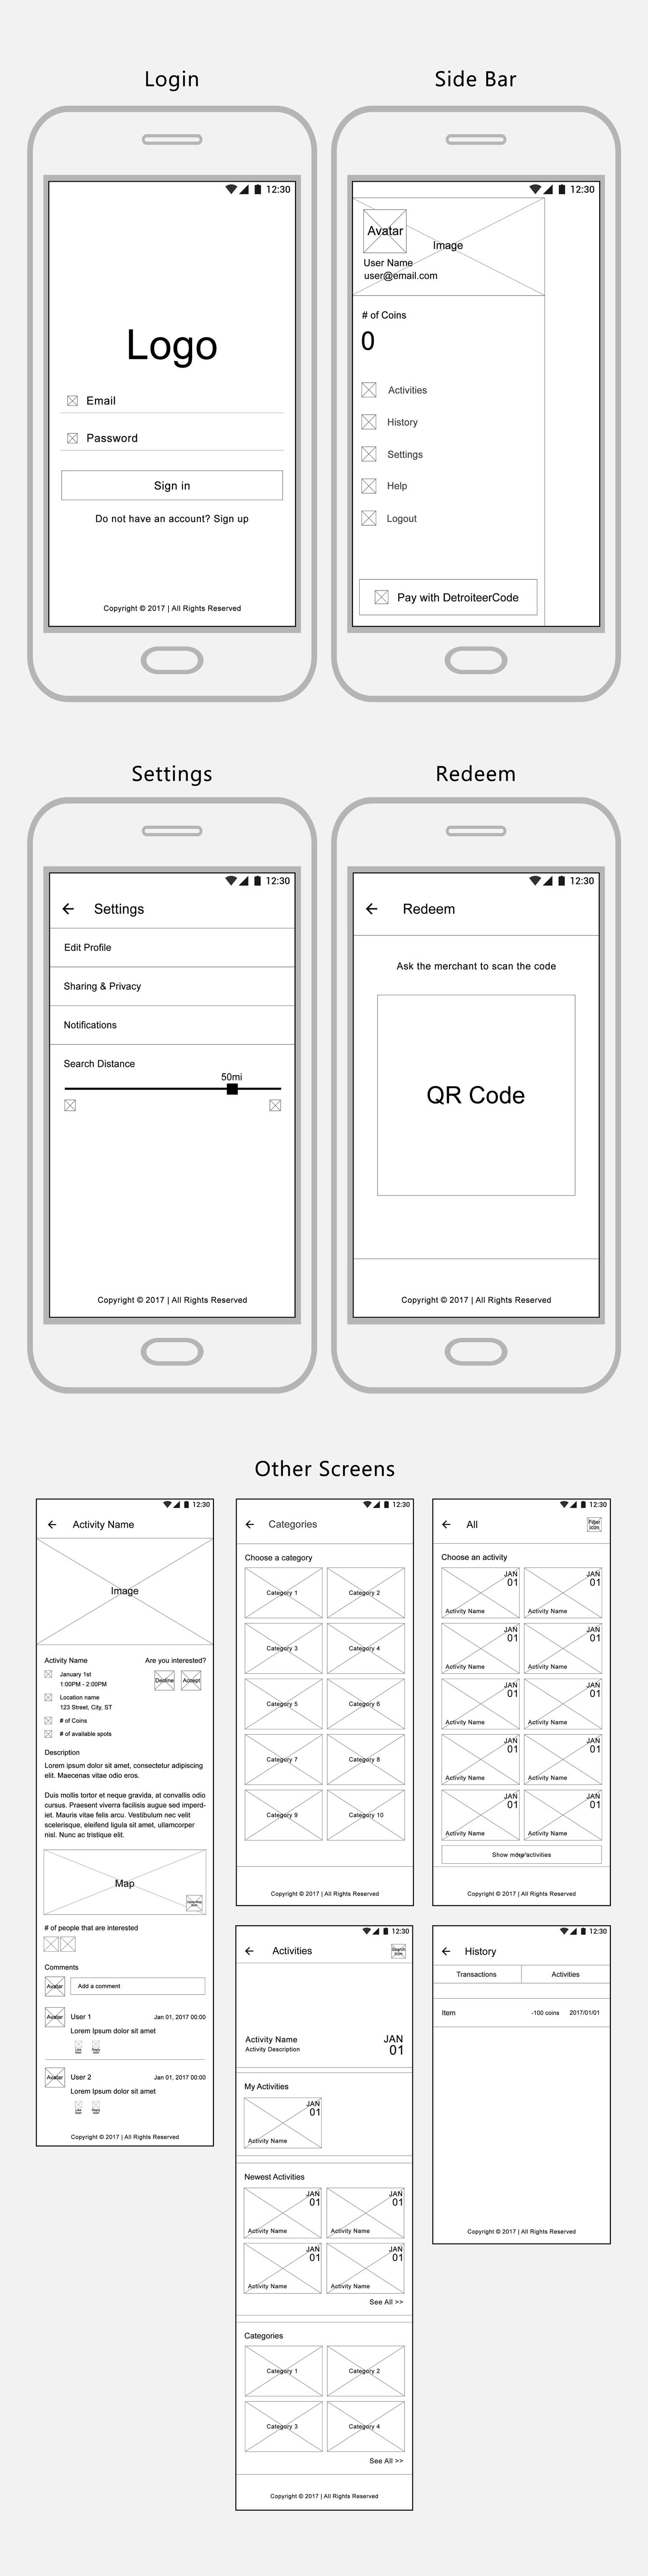 Login
12:30
Logo
Email
Password
Sign in
Do not have an account? Sign up
Copyright © 2017 | All Rights Reserved
Side Bar
12:30
Avatar
Image
User Name
user@email.com
# of Coins
0
Activities
History
Settings
Help
Logout
Pay with DetroiteerCode
Settings
12:30
Settings
Edit Profile
Sharing & Privacy
Notifications
Search Distance
50mi
Copyright © 2017 | All Rights Reserved
Redeem
12:30
Redeem
Ask the merchant to scan the code
QR Code
Copyright © 2017 | All Rights Reserved
Other Screens
12:30
Activity Name
Image
Activity Name
Are you interested?
January 1st
1:00PM - 2:00PM
Decline
Accept
Location name
123 Street, City, ST
# of Coins
# of available spots
Description
Lorem ipsum dolor sit amet, consectetur adipiscing
elit. Maecenas vitae odio eros.
Duis mollis tortor et neque gravida, at convallis odio
cursus. Praesent viverra facilisis augue sed imperd-
iet. Mauris vitae felis arcu. Vestibulum nec velit
scelerisque, eleifend ligula sit amet, ullamcorper
nisl. Nunc ac tristique elit.
Map
# of people that are interested
Comments
Avatar
Add a comment
Avatar
User 1
Jan 01, 2017 00:00
Lorem Ipsum dolor sit amet
Like Icon
Reply Icon
Avatar
User 2
Jan 01, 2017 00:00
Lorem Ipsum dolor sit amet
Like Icon
Reply Icon
Copyright © 2017 | All Rights Reserved
12:30
Categories
Choose a category
Category 1
Category 2
Category 3
Category 4
Category 5
Category 6
Category 7
Category 8
Category 9
Category 10
Copyright © 2017 | All Rights Reserved
12:30
All
Filter Icon
Choose an activity
JAN
01
Activity Name
JAN
01
Activity Name
JAN
01
Activity Name
JAN
01
Activity Name
JAN
01
Activity Name
JAN
01
Activity Name
JAN
01
Activity Name
JAN
01
Activity Name
JAN
01
Activity Name
JAN
01
Activity Name
Show more activities
Copyright © 2017 | All Rights Reserved
12:30
Activities
Search Icon
Activity Name
Activity Description
JAN
01
My Activities
JAN
01
Activity Name
Newest Activities
JAN
01
Activity Name
JAN
01
Activity Name
JAN
01
Activity Name
JAN
01
Activity Name
See All >>
Categories
Category 1
Category 2
Category 3
Category 4
See All >>
Copyright © 2017 | All Rights Reserved
12:30
History
Transactions
Activities
Item
-100 coins
2017/01/01
Copyright © 2017 | All Rights Reserved